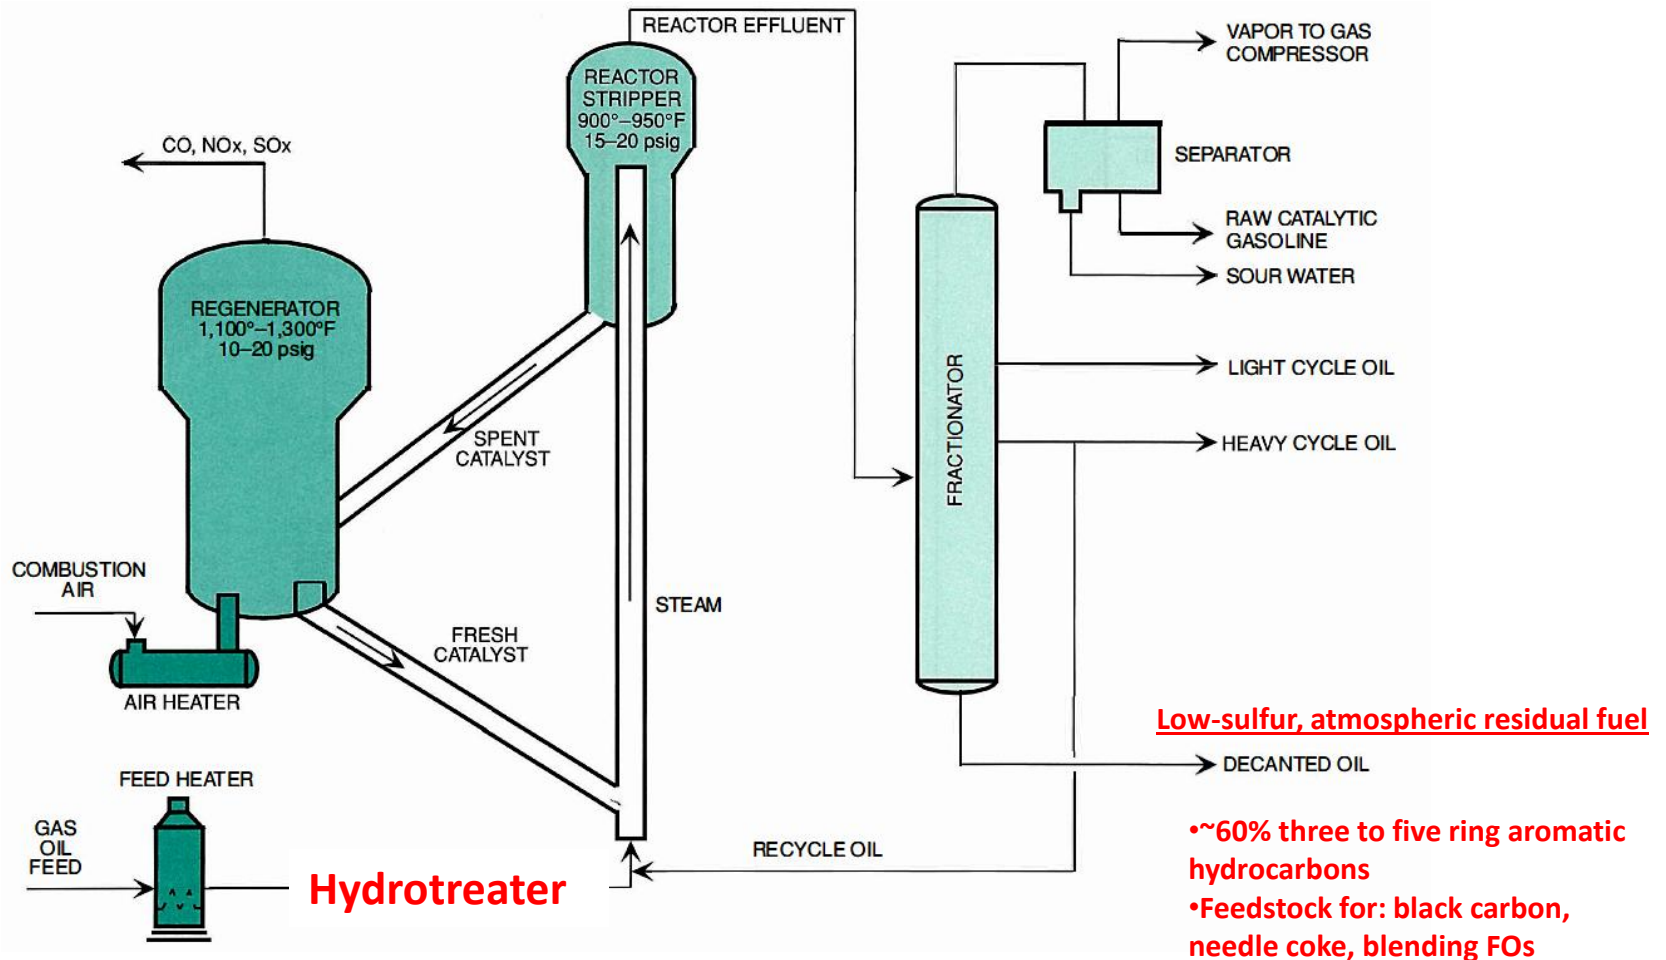 REACTOR EFFLUENT
VAPOR TO GAS
COMPRESSOR
REACTOR
STRIPPER
900°–950°F
15–20 psig
CO, NOx, SOx
SEPARATOR
RAW CATALYTIC
GASOLINE
SOUR WATER
REGENERATOR
1,100°–1,300°F
10–20 psig
LIGHT CYCLE OIL
FRACTIONATOR
SPENT
CATALYST
HEAVY CYCLE OIL
COMBUSTION
AIR
STEAM
FRESH
CATALYST
AIR HEATER
Low-sulfur, atmospheric residual fuel
DECANTED OIL
FEED HEATER
GAS
OIL
FEED
Hydrotreater
RECYCLE OIL
•~60% three to five ring aromatic
hydrocarbons
•Feedstock for: black carbon,
needle coke, blending FOs